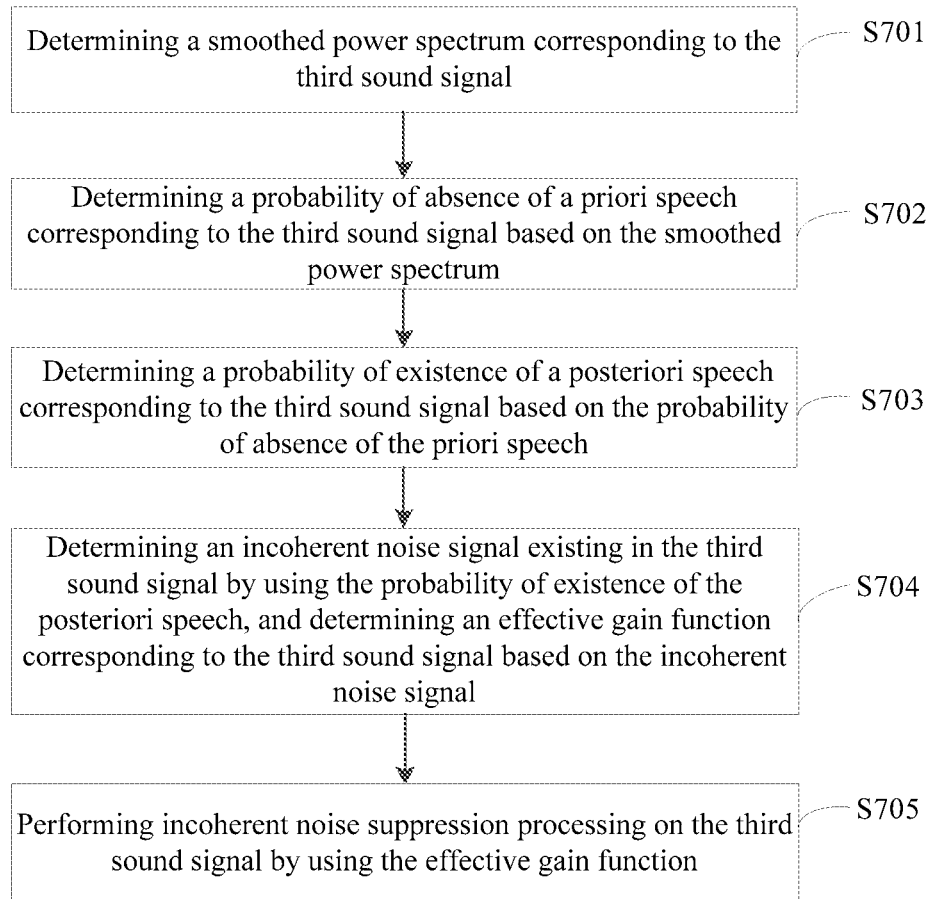 Determining a smoothed power spectrum corresponding to the
third sound signal
S701
Determining a probability of absence of a priori speech
corresponding to the third sound signal based on the smoothed
power spectrum
S702
Determining a probability of existence of a posteriori speech
corresponding to the third sound signal based on the probability
of absence of the priori speech
S703
Determining an incoherent noise signal existing in the third
sound signal by using the probability of existence of the
posteriori speech, and determining an effective gain function
corresponding to the third sound signal based on the incoherent
noise signal
S704
Performing incoherent noise suppression processing on the third
sound signal by using the effective gain function
S705